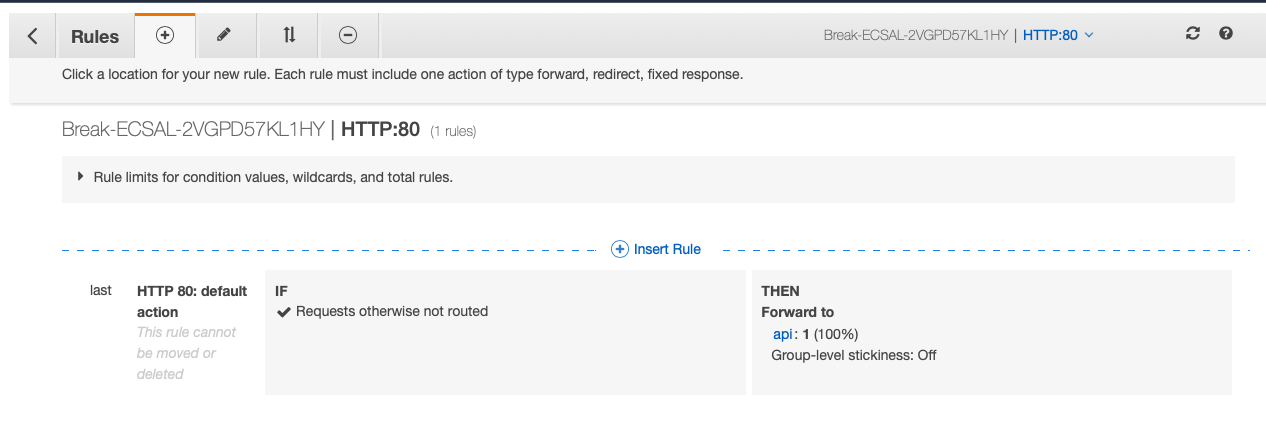 Rules
Break-ECSAL-2VGPD57KL1HY | HTTP:80
Click a location for your new rule. Each rule must include one action of type forward, redirect, fixed response.
Break-ECSAL-2VGPD57KL1HY | HTTP:80 (1 rules)
Rule limits for condition values, wildcards, and total rules.
Insert Rule
last
HTTP 80: default
action
This rule cannot
be moved or
deleted
IF
Requests otherwise not routed
THEN
Forward to
api: 1 (100%)
Group-level stickiness: Off